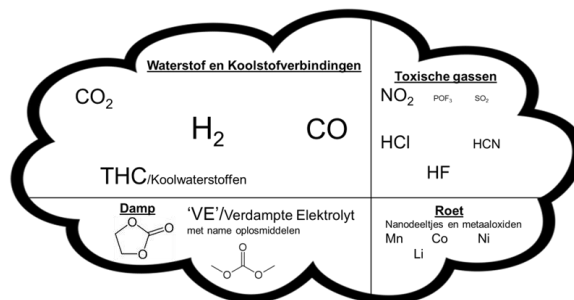 Waterstof en Koolstofverbindingen
CO₂
H₂
CO
THC/Koolwaterstoffen
Toxische gassen
NO₂ POF₃ SO₂
HCl HCN
HF
Damp
O
O
O
'VE'/Verdampte Elektrolyt
met name oplosmiddelen
O
O O
Roet
Nanodeeltjes en metaaloxiden
Mn Co Ni
Li